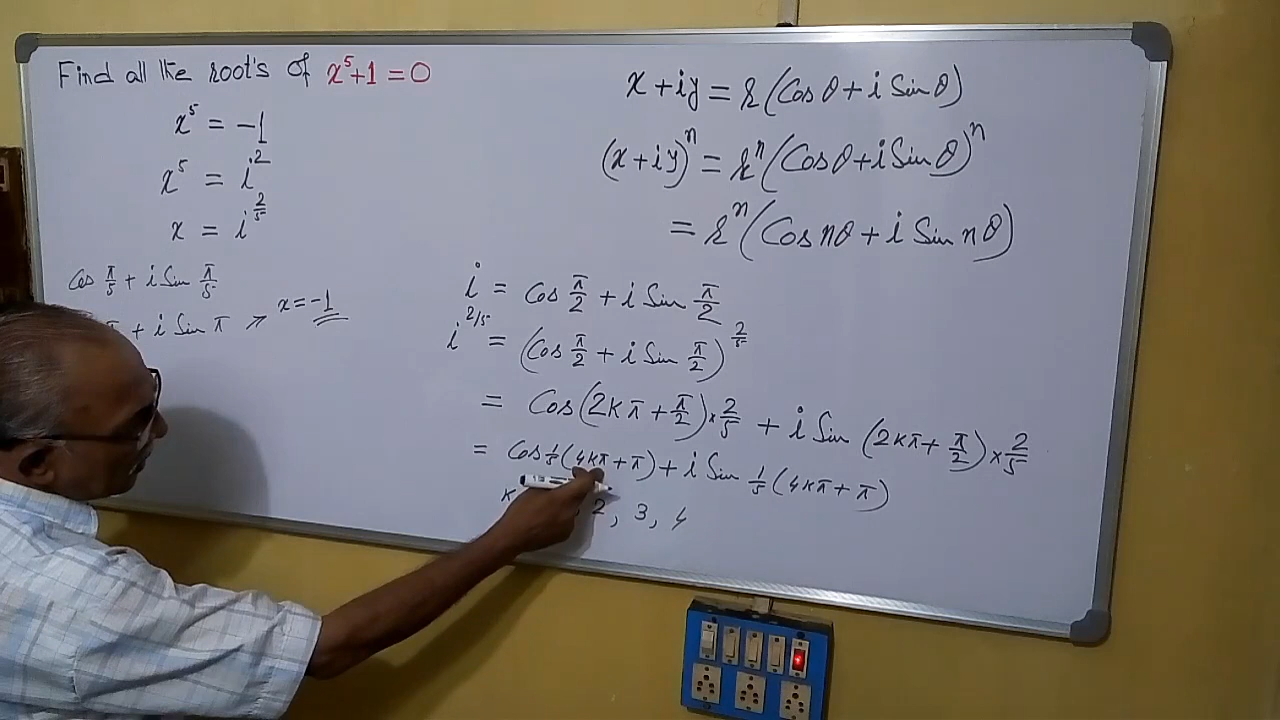 Find all the root's of x⁵+1=0
x⁵ = -1
x⁵ = i²
x = i^(2/5)
Cos π/5 + i Sin π/5
π + i Sin π ↗ x=-1
x+iy = r(Cos θ + i Sin θ)
(x+iy)ⁿ = rⁿ(Cos θ + i Sin θ)ⁿ
= rⁿ(Cos nθ + i Sin nθ)
i = Cos π/2 + i Sin π/2
i^(2/5) = (Cos π/2 + i Sin π/2)^(2/5)
= Cos(2Kπ + π/2)×2/5 + i Sin(2Kπ + π/2)×2/5
= Cos 1/5(4Kπ+π) + i Sin 1/5(4Kπ+π)
K , 2, 3, 4